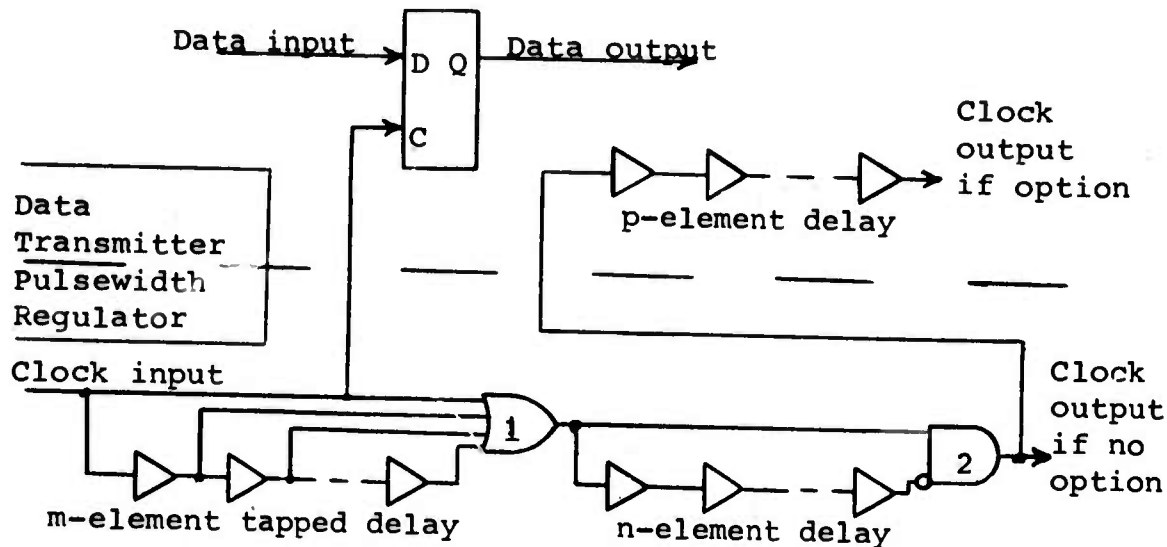 Data input
Data output
D Q
C
Clock
output
if option
p-element delay
Data
Transmitter
Pulsewidth
Regulator
Clock input
1
m-element tapped delay
n-element delay
2
Clock
output
if no
option